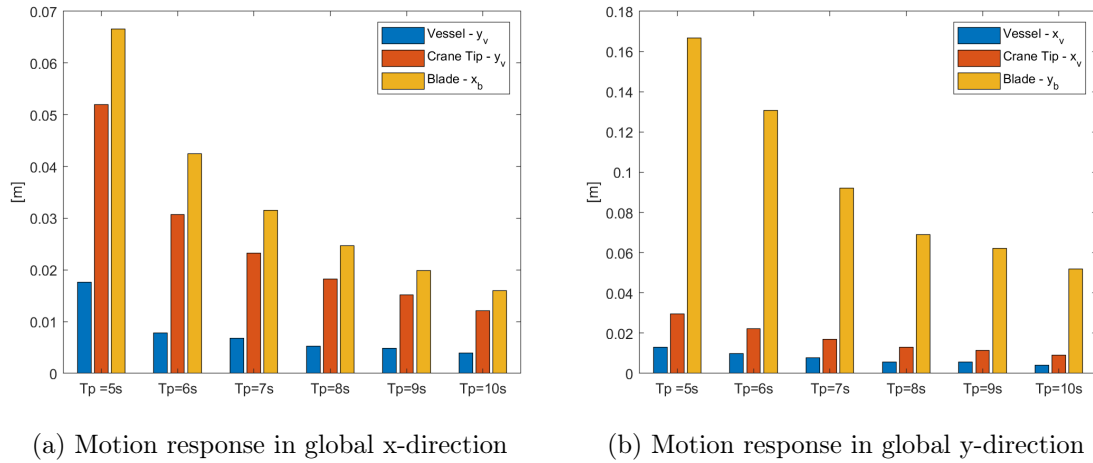 0.07
0.06
0.05
0.04
0.03
0.02
0.01
0
[m]
Vessel - y_v
Crane Tip - y_v
Blade - x_b
Tp =5s Tp=6s Tp=7s Tp=8s Tp=9s Tp=10s
(a) Motion response in global x-direction
0.18
0.16
0.14
0.12
0.1
0.08
0.06
0.04
0.02
0
[m]
Vessel - x_v
Crane Tip - x_v
Blade - y_b
Tp =5s Tp=6s Tp=7s Tp=8s Tp=9s Tp=10s
(b) Motion response in global y-direction